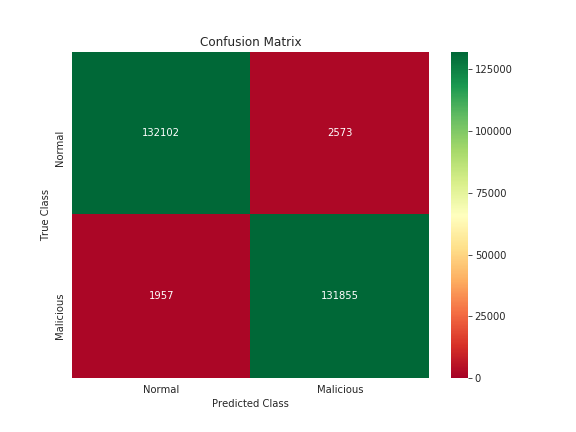 Confusion Matrix
132102 2573
1957 131855
Normal
Malicious
True Class
Normal Malicious
Predicted Class
125000
100000
75000
50000
25000
0